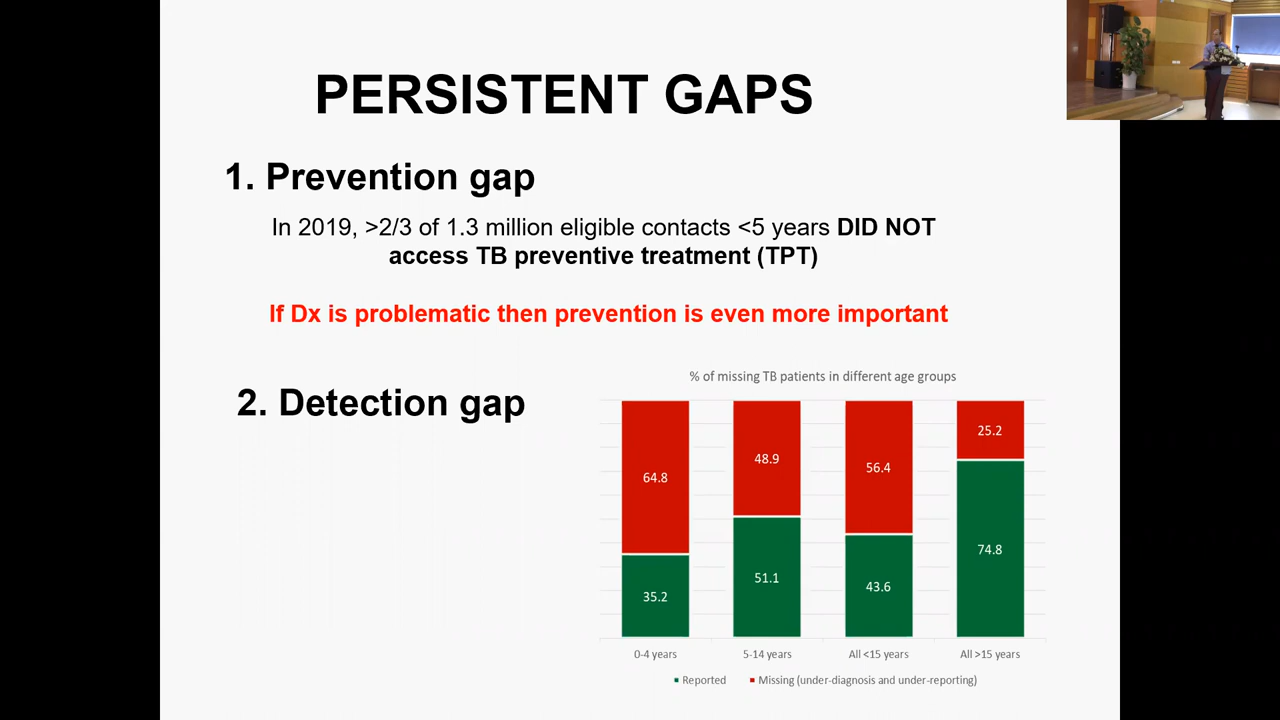 PERSISTENT GAPS
1. Prevention gap
In 2019, >2/3 of 1.3 million eligible contacts <5 years DID NOT
access TB preventive treatment (TPT)
If Dx is problematic then prevention is even more important
2. Detection gap
% of missing TB patients in different age groups
64.8
48.9
56.4
25.2
35.2
51.1
43.6
74.8
0-4 years
5-14 years
All <15 years
All >15 years
Reported
Missing (under-diagnosis and under-reporting)